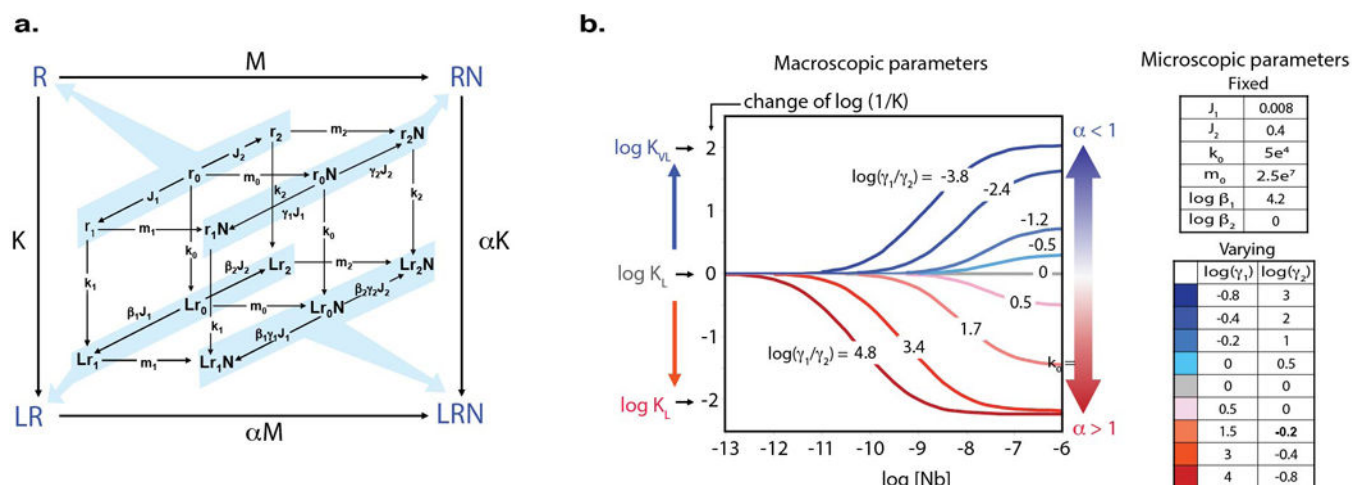 a.
M
R
RN
r₂
m₂
r₂N
J₂
r₀
m₀
r₀N
γ₂J₂
J₁
k₂
k₂
γ₁J₁
r₁
m₁
r₁N
K
αK
k₀
k₀
β₂J₂
Lr₂
m₂
Lr₂N
k₁
Lr₀
β₂γ₂J₂
m₀
Lr₀N
β₁J₁
k₁
β₁γ₁J₁
Lr₁
m₁
Lr₁N
LR
LRN
αM
b.
Macroscopic parameters
change of log (1/K)
α < 1
log K_VL
2
log(γ₁/γ₂) = -3.8
-2.4
1
-1.2
-0.5
log K_L
0
0
0.5
1.7
-1
log(γ₁/γ₂) = 4.8
3.4
k₀ =
log K_L
-2
α > 1
-13 -12 -11 -10 -9 -8 -7 -6
log [Nb]
Microscopic parameters
Fixed
J₁ 0.008
J₂ 0.4
k₀ 5e⁴
m₀ 2.5e⁷
log β₁ 4.2
log β₂ 0
Varying
log(γ₁) log(γ₂)
-0.8 3
-0.4 2
-0.2 1
0 0.5
0 0
0.5 0
1.5 -0.2
3 -0.4
4 -0.8